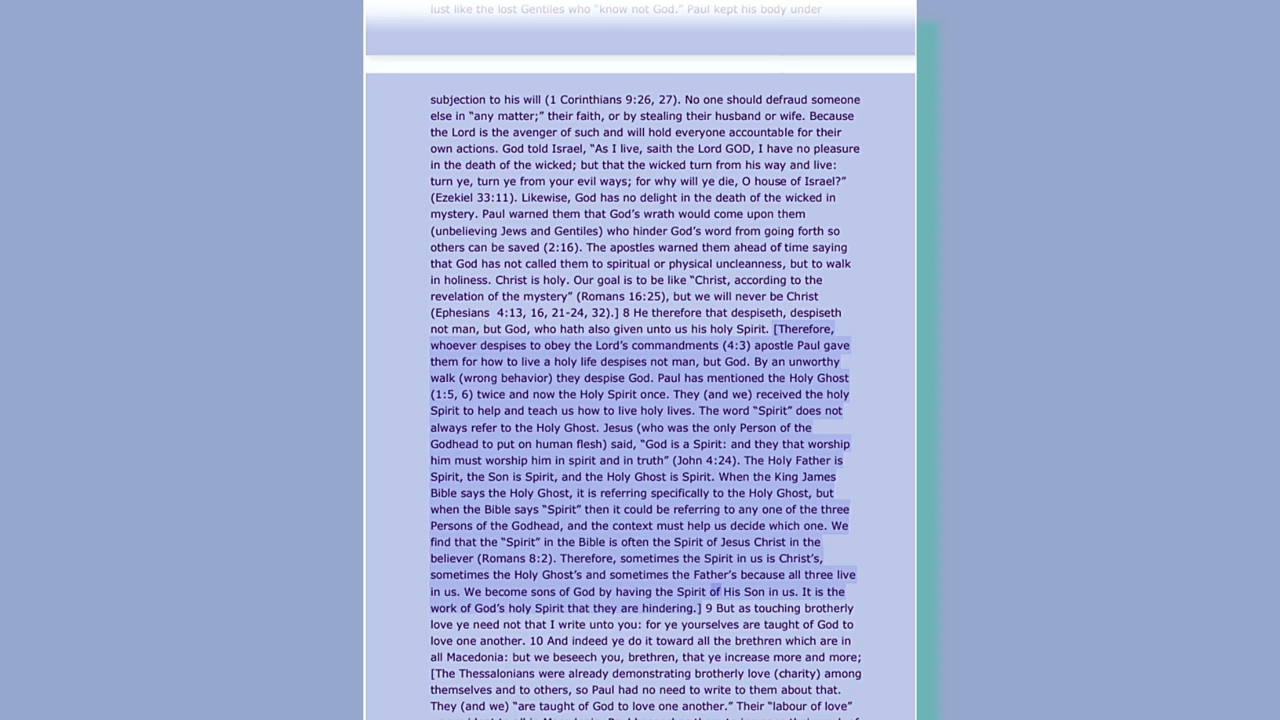 lust like the lost Gentiles who “know not God.” Paul kept his body under
subjection to his will (1 Corinthians 9:26, 27). No one should defraud someone
else in “any matter;” their faith, or by stealing their husband or wife. Because
the Lord is the avenger of such and will hold everyone accountable for their
own actions. God told Israel, “As I live, saith the Lord GOD, I have no pleasure
in the death of the wicked; but that the wicked turn from his way and live:
turn ye, turn ye from your evil ways; for why will ye die, O house of Israel?”
(Ezekiel 33:11). Likewise, God has no delight in the death of the wicked in
mystery. Paul warned them that God’s wrath would come upon them
(unbelieving Jews and Gentiles) who hinder God’s word from going forth so
others can be saved (2:16). The apostles warned them ahead of time saying
that God has not called them to spiritual or physical uncleanness, but to walk
in holiness. Christ is holy. Our goal is to be like “Christ, according to the
revelation of the mystery” (Romans 16:25), but we will never be Christ
(Ephesians  4:13, 16, 21-24, 32).] 8 He therefore that despiseth, despiseth
not man, but God, who hath also given unto us his holy Spirit. [Therefore,
whoever despises to obey the Lord’s commandments (4:3) apostle Paul gave
them for how to live a holy life despises not man, but God. By an unworthy
walk (wrong behavior) they despise God. Paul has mentioned the Holy Ghost
(1:5, 6) twice and now the Holy Spirit once. They (and we) received the holy
Spirit to help and teach us how to live holy lives. The word “Spirit” does not
always refer to the Holy Ghost. Jesus (who was the only Person of the
Godhead to put on human flesh) said, “God is a Spirit: and they that worship
him must worship him in spirit and in truth” (John 4:24). The Holy Father is
Spirit, the Son is Spirit, and the Holy Ghost is Spirit. When the King James
Bible says the Holy Ghost, it is referring specifically to the Holy Ghost, but
when the Bible says “Spirit” then it could be referring to any one of the three
Persons of the Godhead, and the context must help us decide which one. We
find that the “Spirit” in the Bible is often the Spirit of Jesus Christ in the
believer (Romans 8:2). Therefore, sometimes the Spirit in us is Christ’s,
sometimes the Holy Ghost’s and sometimes the Father’s because all three live
in us. We become sons of God by having the Spirit of His Son in us. It is the
work of God’s holy Spirit that they are hindering.] 9 But as touching brotherly
love ye need not that I write unto you: for ye yourselves are taught of God to
love one another. 10 And indeed ye do it toward all the brethren which are in
all Macedonia: but we beseech you, brethren, that ye increase more and more;
[The Thessalonians were already demonstrating brotherly love (charity) among
themselves and to others, so Paul had no need to write to them about that.
They (and we) “are taught of God to love one another.” Their “labour of love”